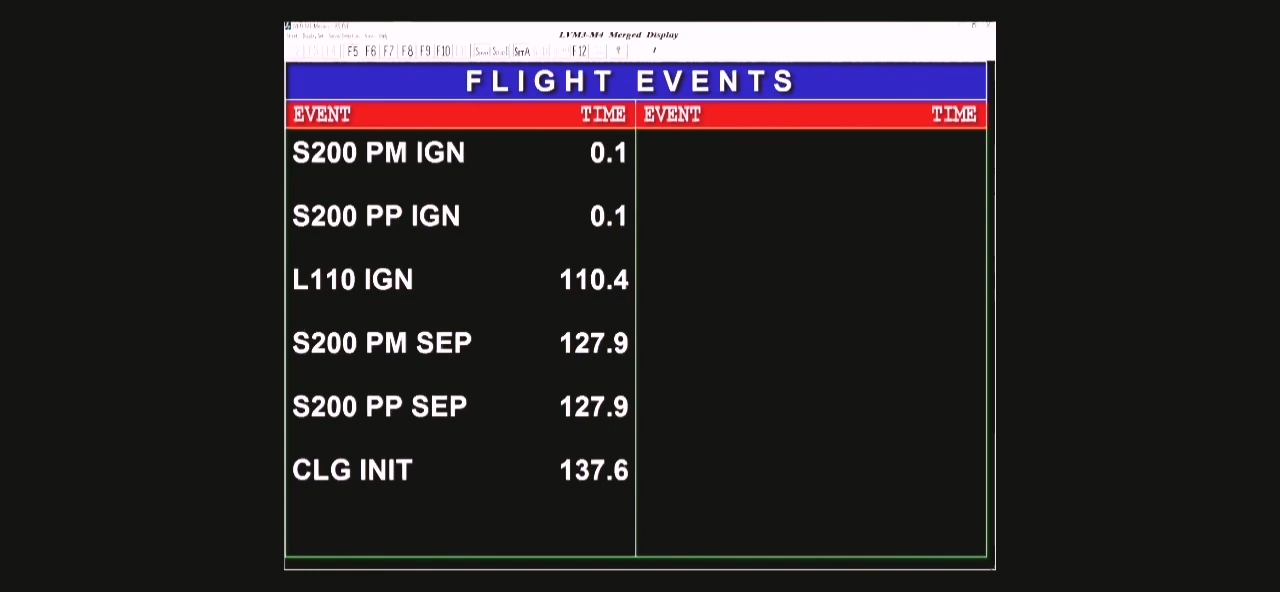 LVM3-M4 Merged Display
F5 F6 F7 F8 F9 F10 SetA F12 ?
FLIGHT EVENTS
EVENT TIME EVENT TIME
S200 PM IGN 0.1
S200 PP IGN 0.1
L110 IGN 110.4
S200 PM SEP 127.9
S200 PP SEP 127.9
CLG INIT 137.6